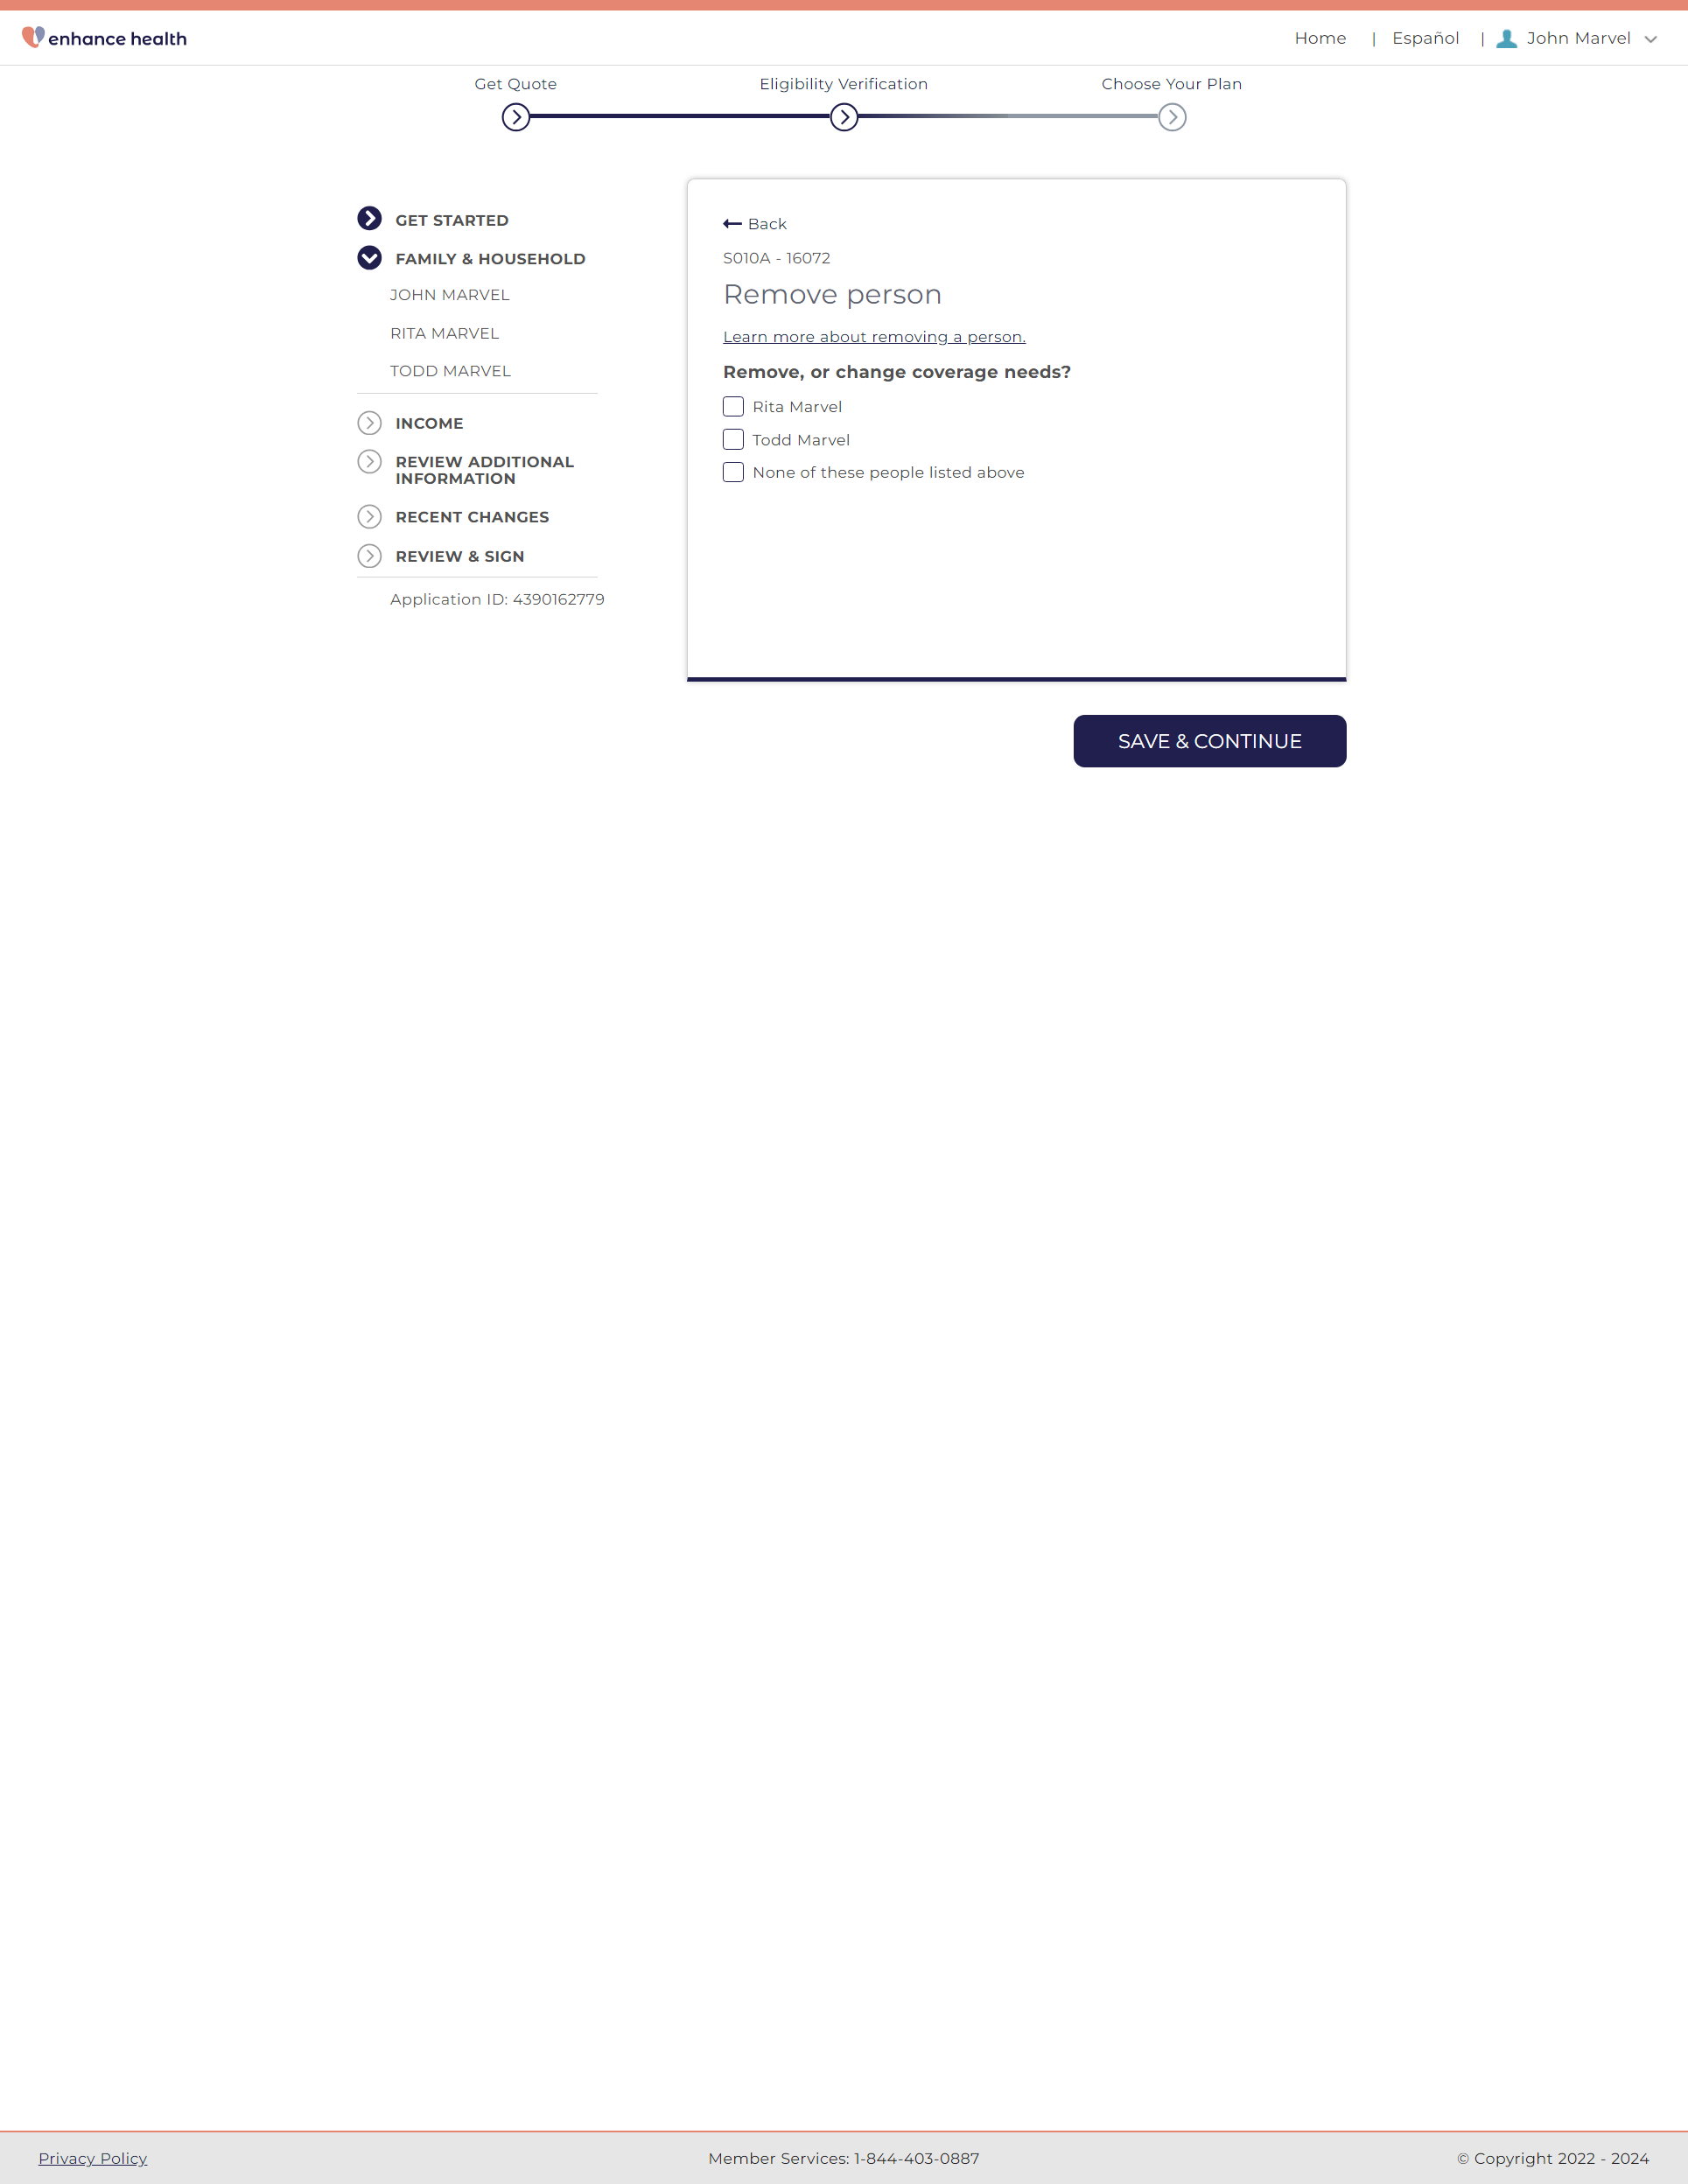 enhance health
Home | Español | John Marvel
Get Quote
Eligibility Verification
Choose Your Plan
GET STARTED
FAMILY & HOUSEHOLD
JOHN MARVEL
RITA MARVEL
TODD MARVEL
INCOME
REVIEW ADDITIONAL
INFORMATION
RECENT CHANGES
REVIEW & SIGN
Application ID: 4390162779
Back
S010A - 16072
Remove person
Learn more about removing a person.
Remove, or change coverage needs?
Rita Marvel
Todd Marvel
None of these people listed above
SAVE & CONTINUE
Privacy Policy
Member Services: 1-844-403-0887
© Copyright 2022 - 2024